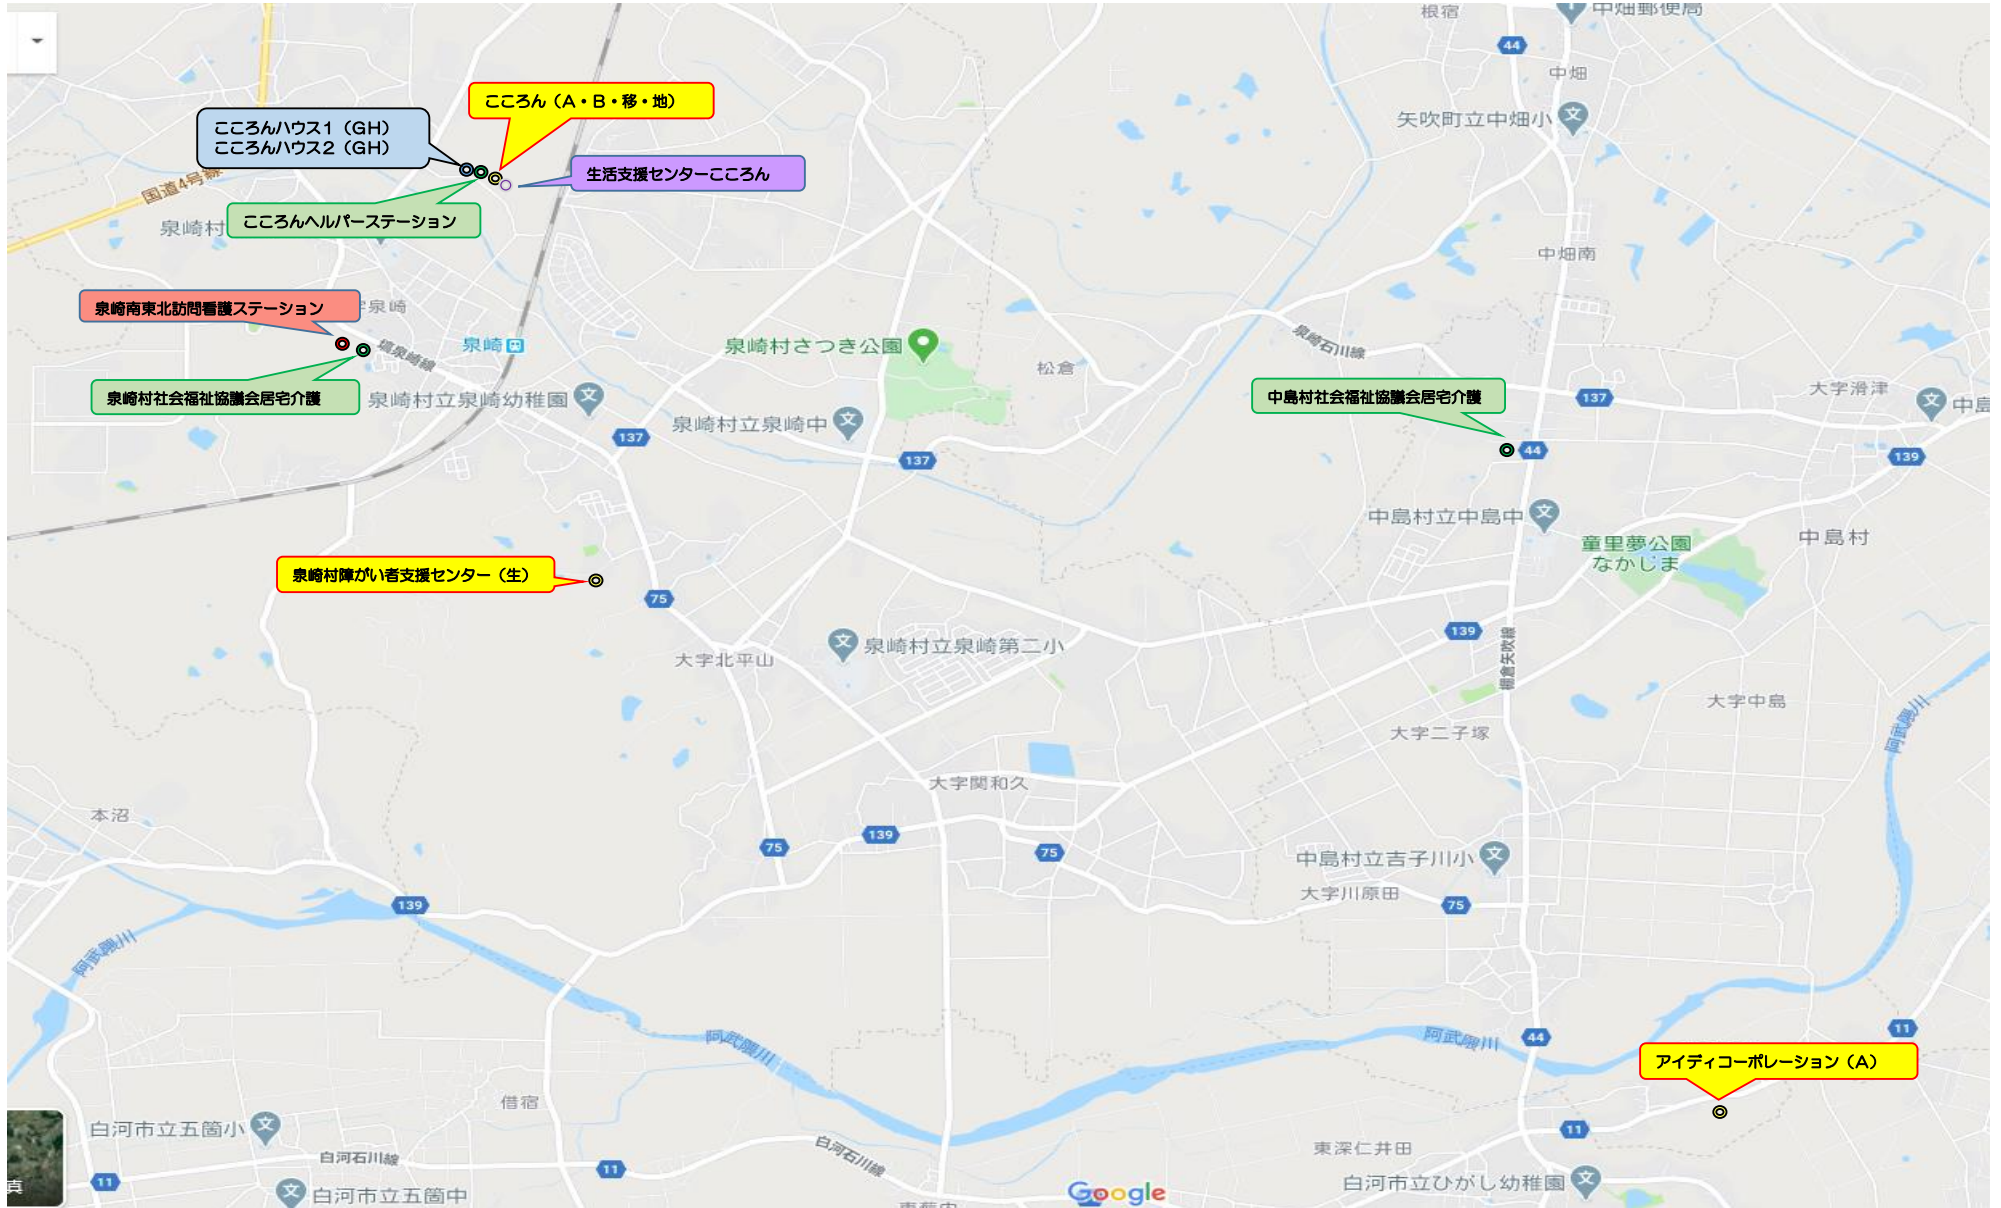 根宿
中畑郵便局
44
中畑
こころん（A・B・移・地）
こころんハウス1（GH）
こころんハウス2（GH）
矢吹町立中畑小
生活支援センターこころん
国道4号線
こころんヘルパーステーション
泉崎村
中畑南
泉崎南東北訪問看護ステーション
字泉崎
塙泉崎線
泉崎
泉崎村さつき公園
松倉
泉崎石川線
泉崎村社会福祉協議会居宅介護
泉崎村立泉崎幼稚園
中島村社会福祉協議会居宅介護
137
大字滑津
中島
泉崎村立泉崎中
137
137
44
139
中島村立中島中
童里夢公園
なかじま
中島村
泉崎村障がい者支援センター（生）
75
139
棚倉矢吹線
泉崎村立泉崎第二小
大字北平山
大字中島
大字二子塚
阿武隈川
大字関和久
本沼
139
75
75
中島村立吉子川小
大字川原田
75
139
阿武隈川
阿武隈川
阿武隈川
44
11
アイディコーポレーション（A）
借宿
白河市立五箇小
11
東深仁井田
白河石川線
白河石川線
11
11
真
白河市立五箇中
Google
白河市立ひがし幼稚園